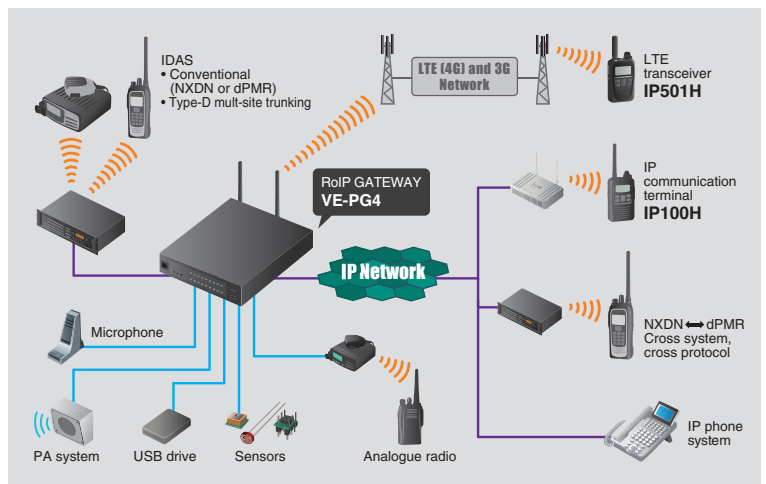 IDAS
• Conventional
(NXDN or dPMR)
• Type-D mult-site trunking
LTE (4G) and 3G
Network
LTE
transceiver
IP501H
RoIP GATEWAY
VE-PG4
IP
communication
terminal
IP100H
IP Network
NXDN ⟷ dPMR
Cross system,
cross protocol
Microphone
PA system
USB drive
Sensors
Analogue radio
IP phone
system